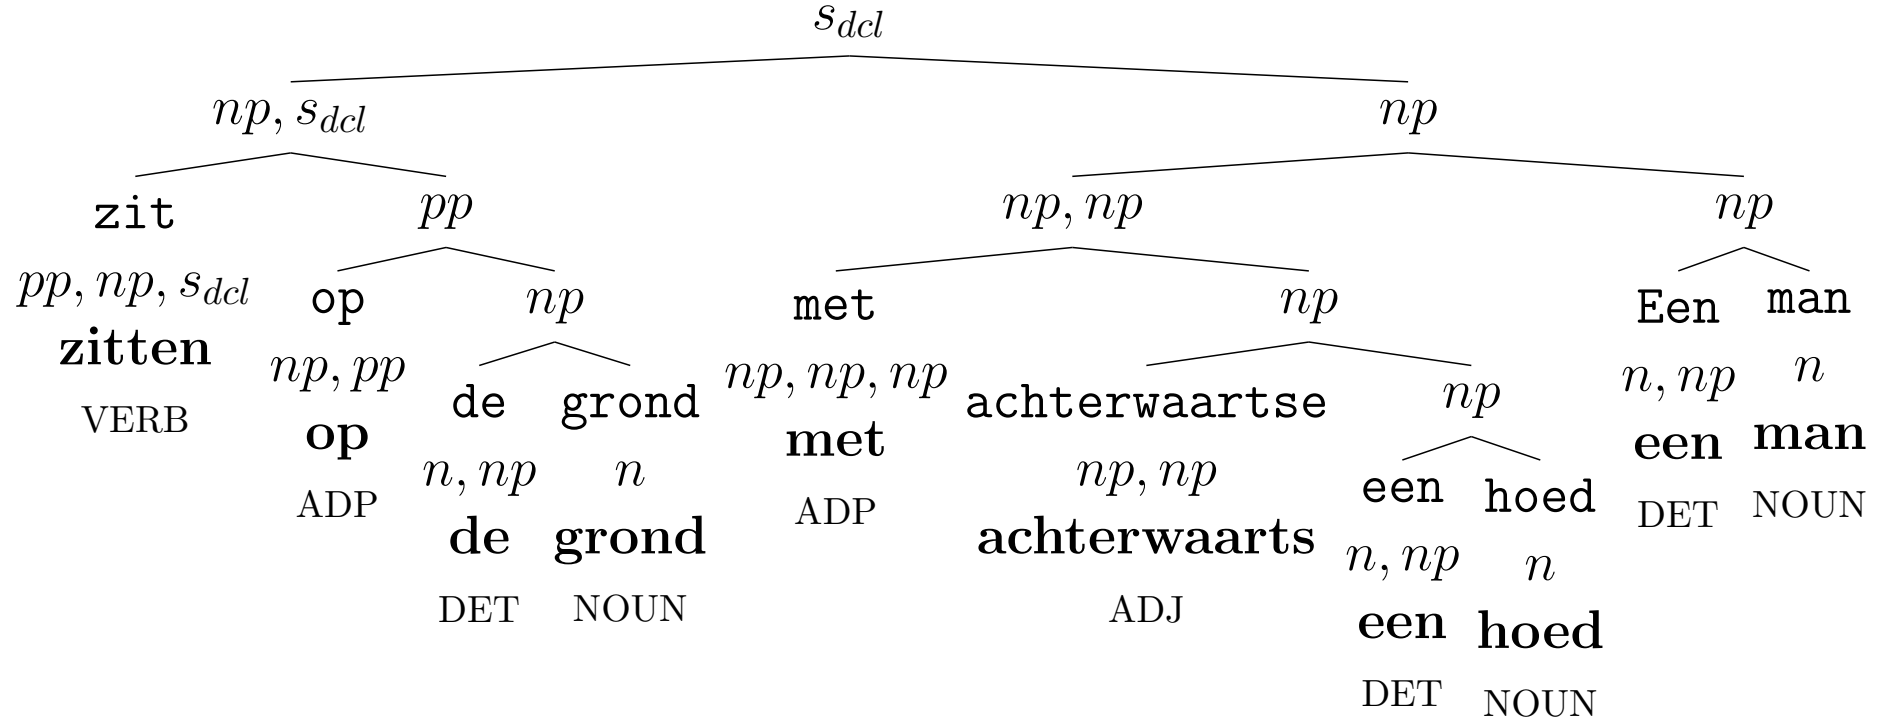 s_dcl
np, s_dcl np
zit pp np, np np
pp, np, s_dcl op np met np Een man
zitten np, pp de grond np, np, np achterwaartse np n, np n
VERB op n, np n met np, np een hoed een man
ADP de grond ADP achterwaarts n, np n DET NOUN
DET NOUN ADJ een hoed
DET NOUN